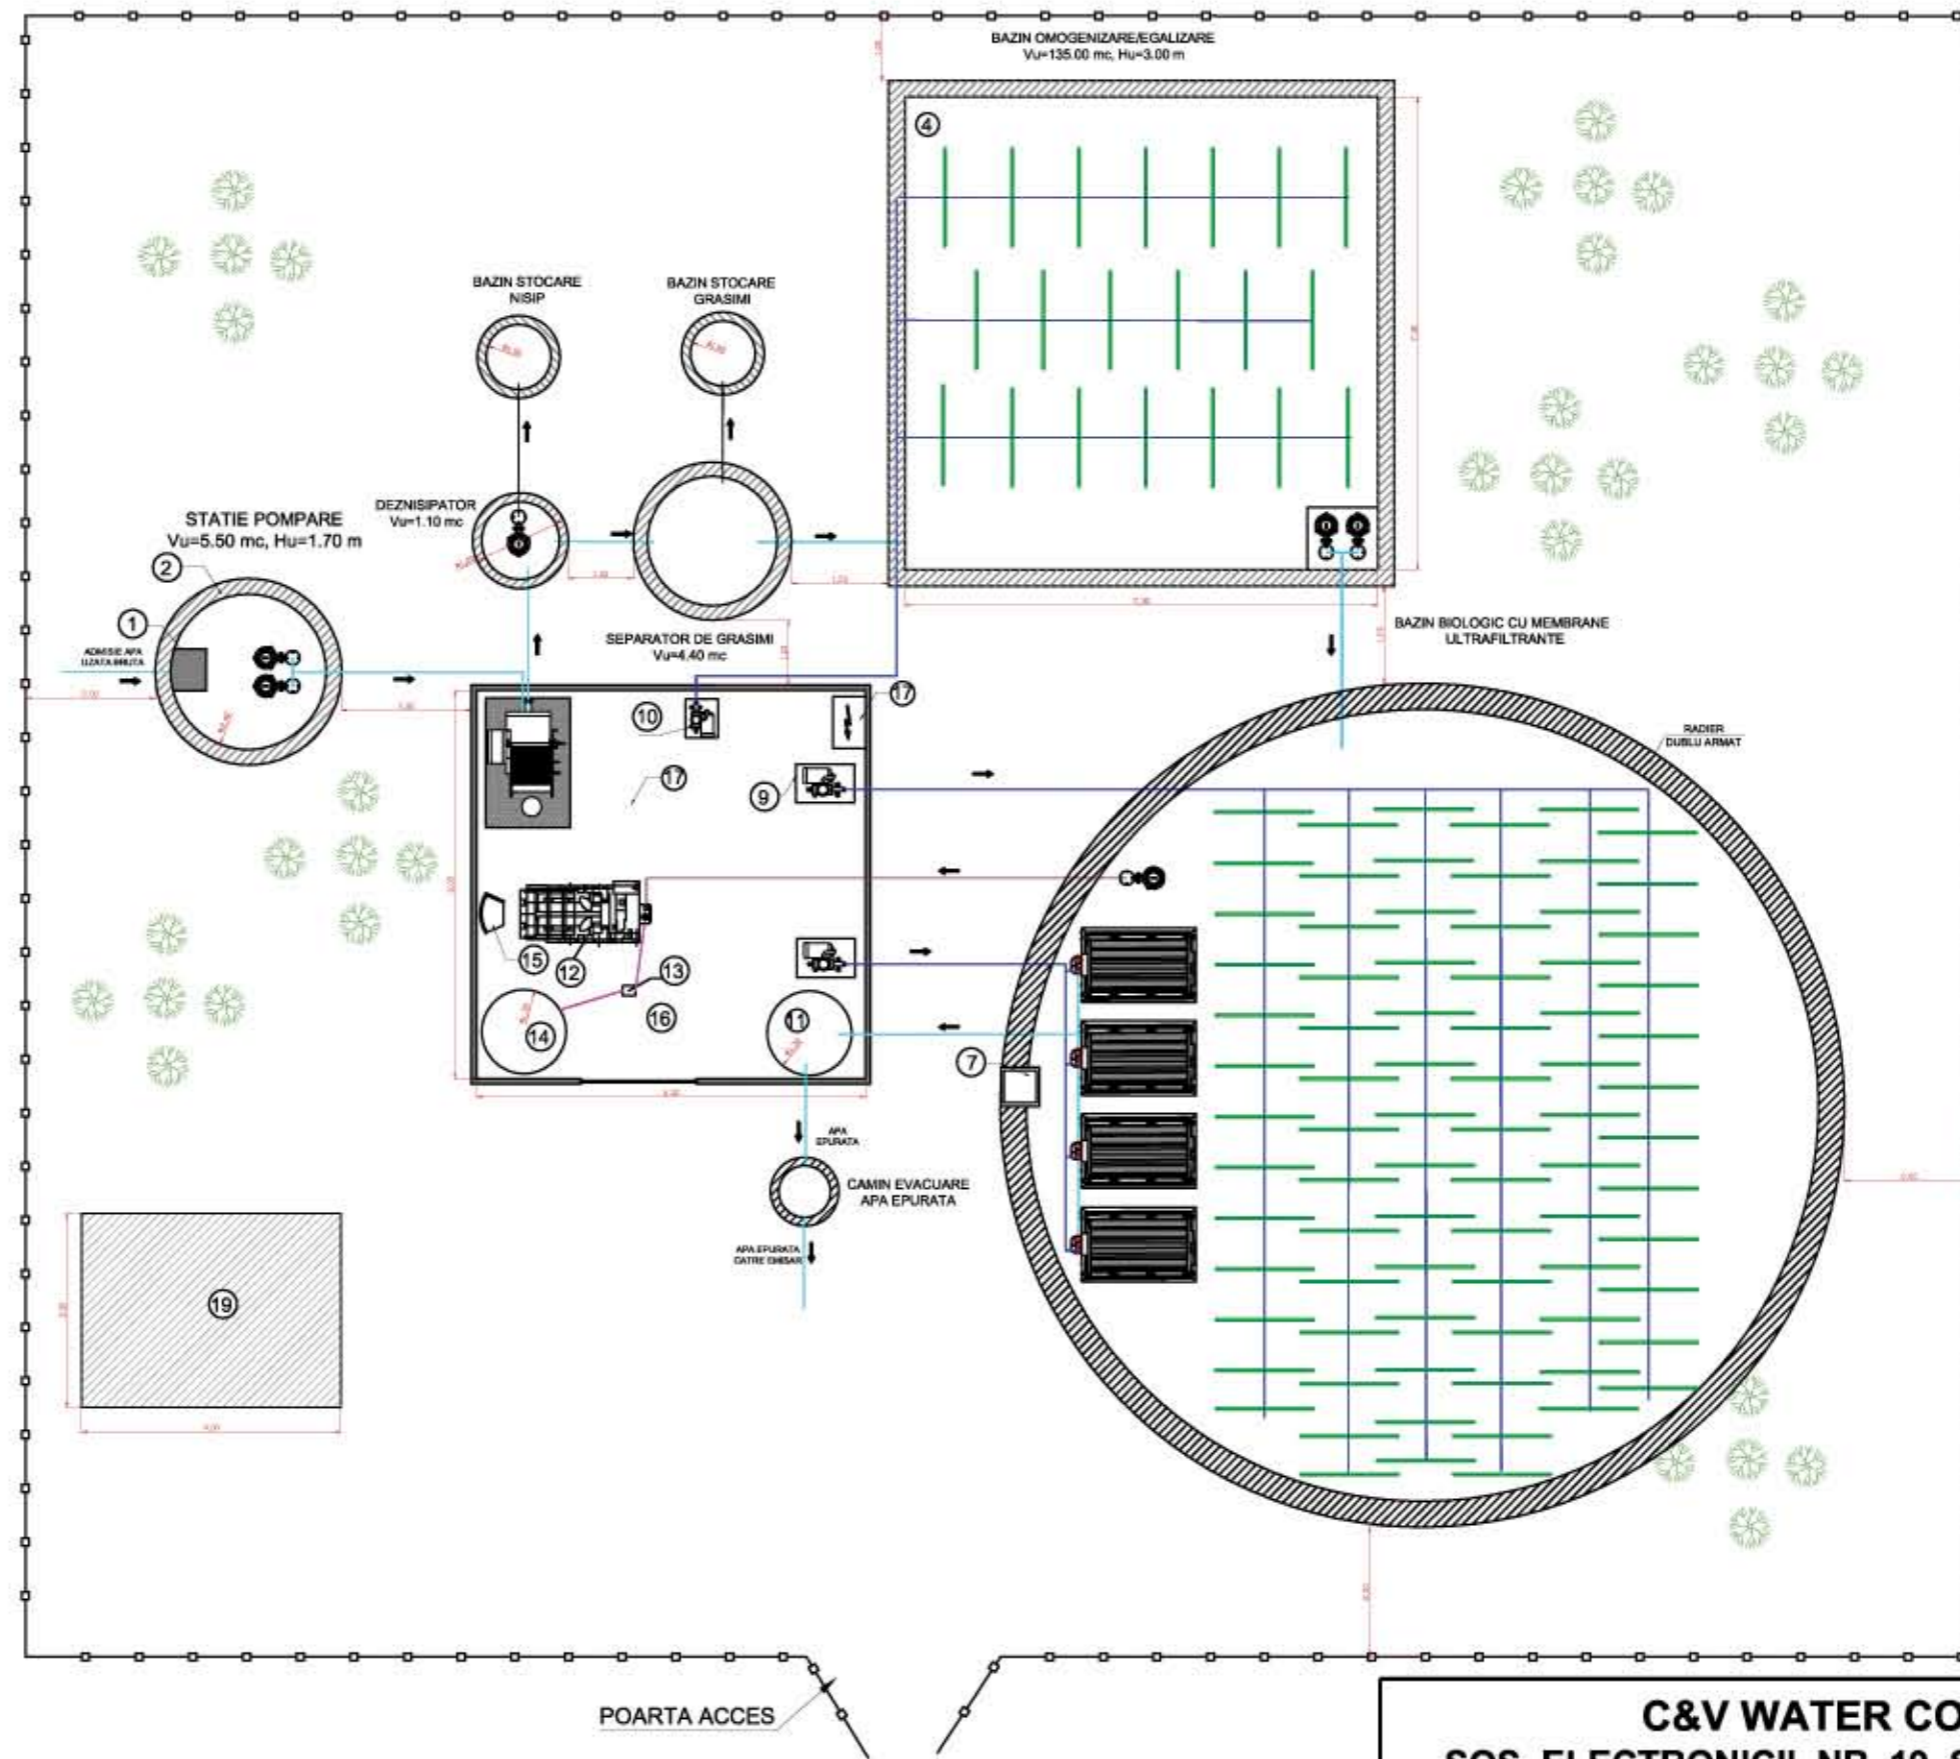 BAZIN OMOGENIZARE/EGALIZARE
Vu=135.00 mc, Hu=3.00 m
4
BAZIN STOCARE
NISIP
BAZIN STOCARE
GRASIMI
DEZNISIPATOR
Vu=1.10 mc
STATIE POMPARE
Vu=5.50 mc, Hu=1.70 m
2
1
ADMISIE APA
UZATA BRUTA
SEPARATOR DE GRASIMI
Vu=4.40 mc
BAZIN BIOLOGIC CU MEMBRANE
ULTRAFILTRANTE
RADIER
DUBLU ARMAT
10
17
17
9
15
12
13
16
14
11
7
APA
EPURATA
CAMIN EVACUARE
APA EPURATA
APA EPURATA
CATRE EMISAR
19
POARTA ACCES
C&V WATER CO